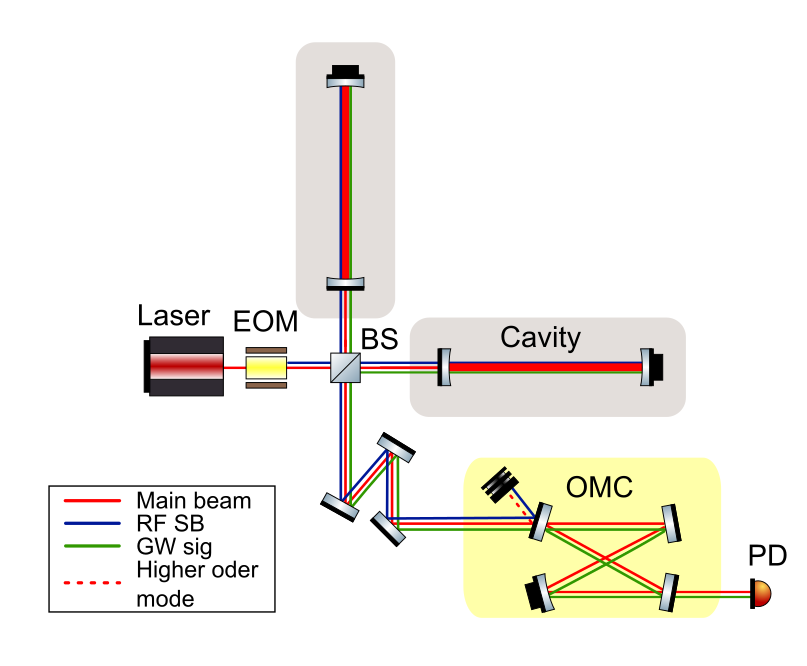 Laser
EOM
BS
Cavity
OMC
PD
Main beam
RF SB
GW sig
Higher oder
mode